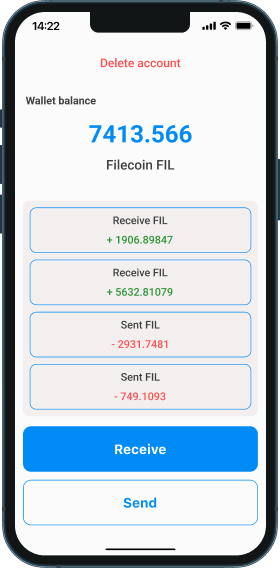 14:22
Delete account
Wallet balance
7413.566
Filecoin FIL
Receive FIL
+ 1906.89847
Receive FIL
+ 5632.81079
Sent FIL
- 2931.7481
Sent FIL
- 749.1093
Receive
Send